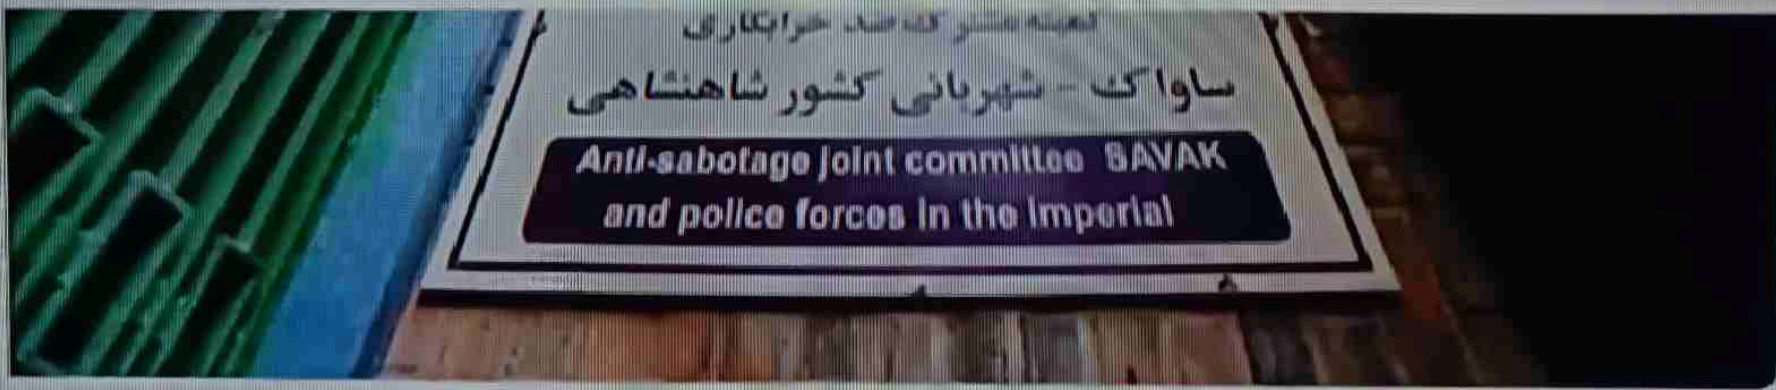 کمیته مشترک ضد خرابکاری
ساواک - شهربانی کشور شاهنشاهی
Anti-sabotage joint committee SAVAK
and police forces in the imperial